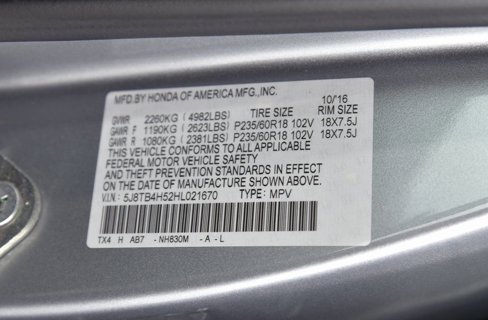 MFD.BY HONDA OF AMERICA MFG.,INC. 10/16
GVWR 2260KG (4982LBS) TIRE SIZE RIM SIZE
GAWR F 1190KG (2623LBS) P235/60R18 102V 18X7.5J
GAWR R 1080KG (2381LBS) P235/60R18 102V 18X7.5J
THIS VEHICLE CONFORMS TO ALL APPLICABLE
FEDERAL MOTOR VEHICLE SAFETY
AND THEFT PREVENTION STANDARDS IN EFFECT
ON THE DATE OF MANUFACTURE SHOWN ABOVE.
V.I.N: 5J8TB4H52HL021670 TYPE: MPV
TX4 H AB7 - NH830M - A - L